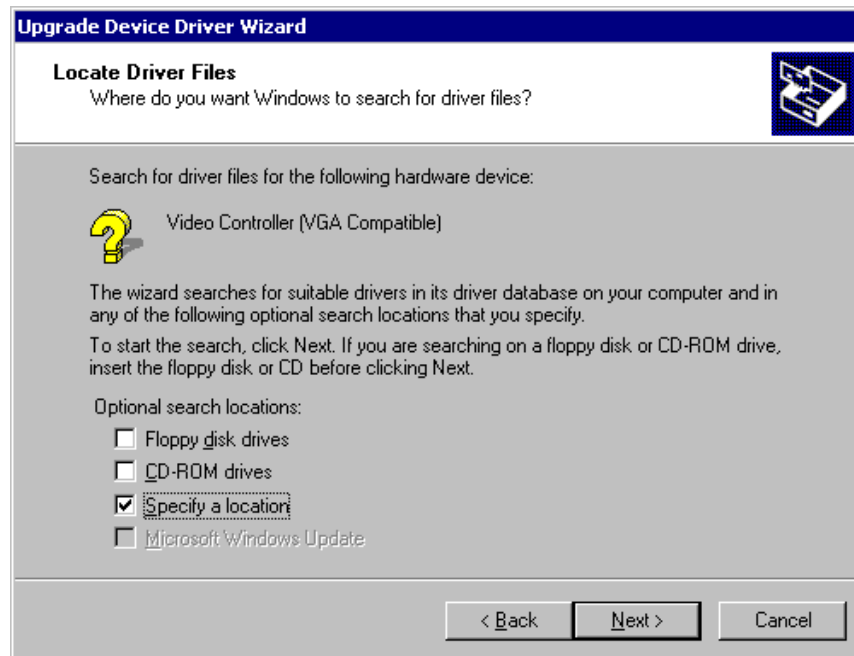 Upgrade Device Driver Wizard
Locate Driver Files
Where do you want Windows to search for driver files?
Search for driver files for the following hardware device:
Video Controller (VGA Compatible)
The wizard searches for suitable drivers in its driver database on your computer and in
any of the following optional search locations that you specify.
To start the search, click Next. If you are searching on a floppy disk or CD-ROM drive,
insert the floppy disk or CD before clicking Next.
Optional search locations:
Floppy disk drives
CD-ROM drives
Specify a location
Microsoft Windows Update
< Back
Next >
Cancel